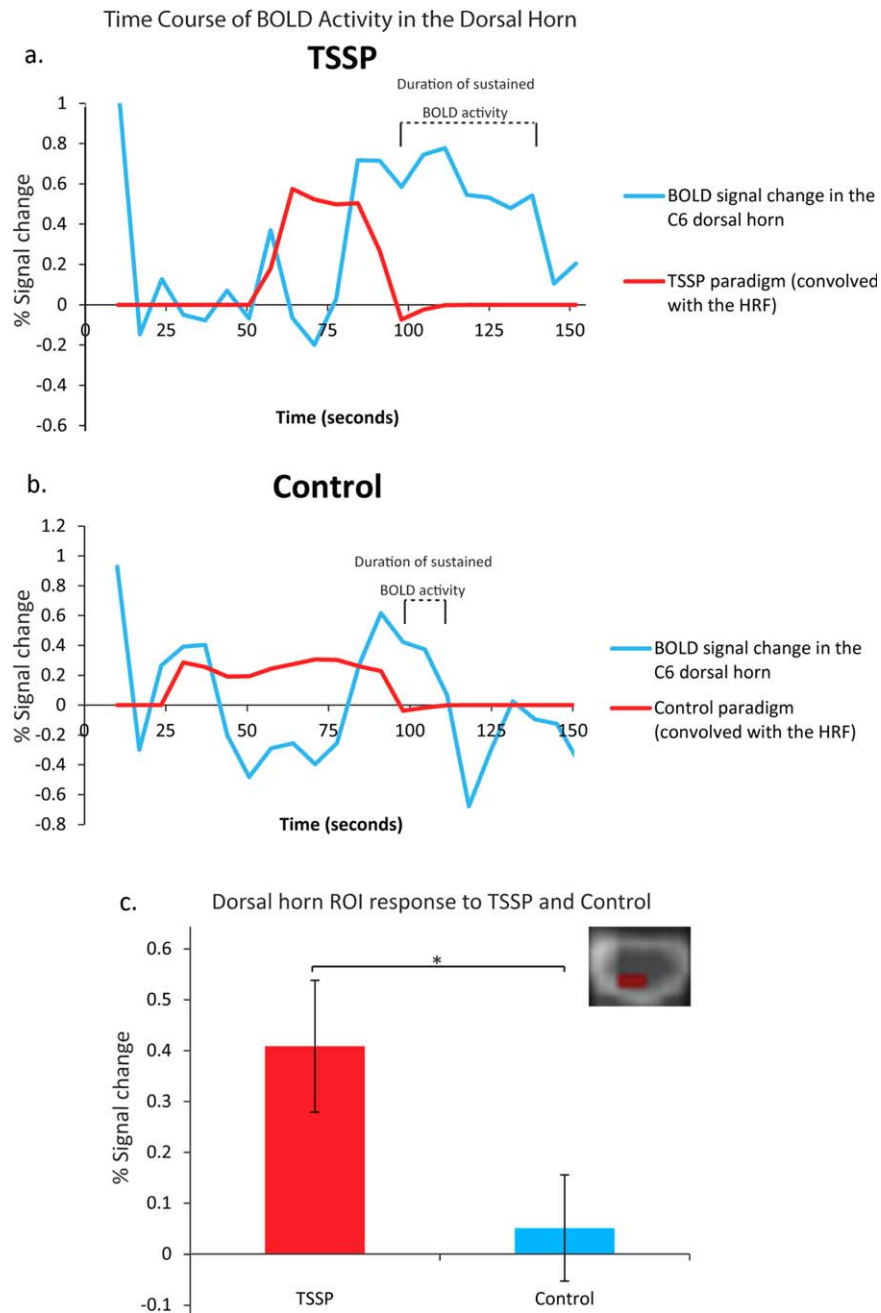 Time Course of BOLD Activity in the Dorsal Horn
a.
TSSP
Duration of sustained
BOLD activity
1
0.8
0.6
0.4
0.2
0
-0.2
-0.4
-0.6
% Signal change
0 25 50 75 100 125 150
Time (seconds)
BOLD signal change in the
C6 dorsal horn
TSSP paradigm (convolved
with the HRF)
b.
Control
Duration of sustained
BOLD activity
1.2
1
0.8
0.6
0.4
0.2
0
-0.2
-0.4
-0.6
-0.8
% Signal change
0 25 50 75 100 125 150
Time (seconds)
BOLD signal change in the
C6 dorsal horn
Control paradigm
(convolved with the HRF)
c.
Dorsal horn ROI response to TSSP and Control
*
0.6
0.5
0.4
0.3
0.2
0.1
0
-0.1
% Signal change
TSSP Control